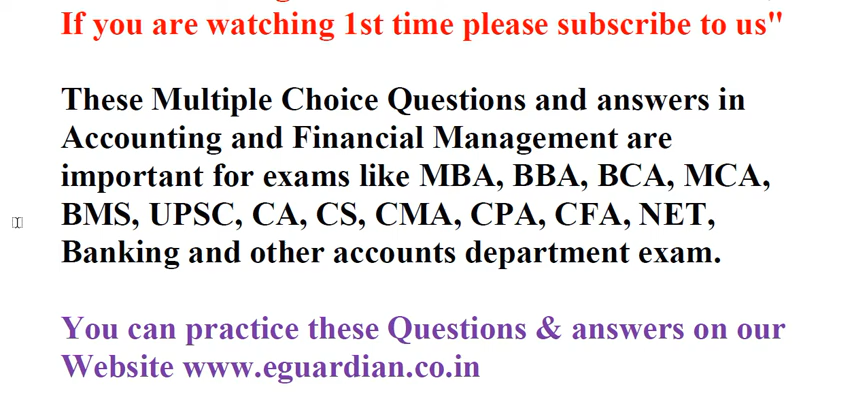 If you are watching 1st time please subscribe to us"
These Multiple Choice Questions and answers in
Accounting and Financial Management are
important for exams like MBA, BBA, BCA, MCA,
BMS, UPSC, CA, CS, CMA, CPA, CFA, NET,
Banking and other accounts department exam.
You can practice these Questions & answers on our
Website www.eguardian.co.in